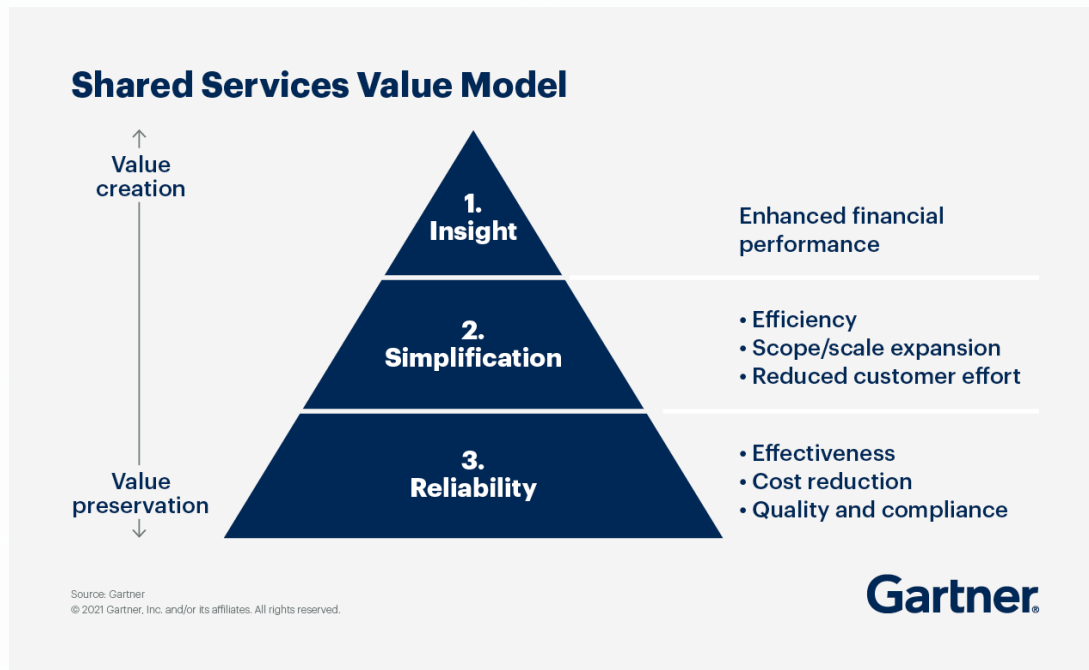 Shared Services Value Model
Value
creation
1.
Insight
Enhanced financial
performance
2.
Simplification
• Efficiency
• Scope/scale expansion
• Reduced customer effort
3.
Reliability
• Effectiveness
• Cost reduction
• Quality and compliance
Value
preservation
Source: Gartner
© 2021 Gartner, Inc. and/or its affiliates. All rights reserved.
Gartner®